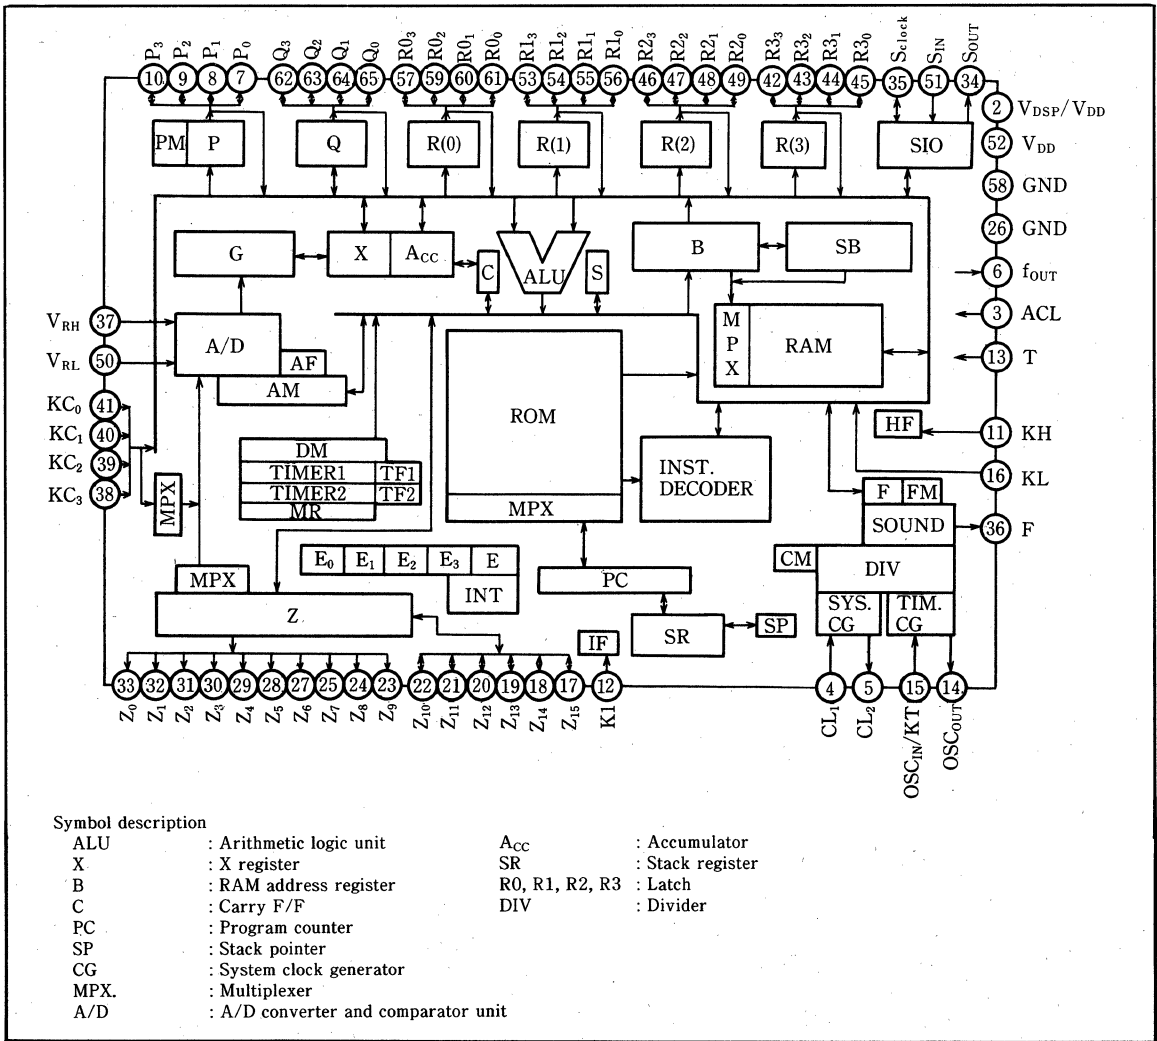 P3 P2 P1 P0 Q3 Q2 Q1 Q0 R03 R02 R01 R00 R13 R12 R11 R10 R23 R22 R21 R20 R33 R32 R31 R30 Sclock SIN SOUT
10 9 8 7 62 63 64 65 57 59 60 61 53 54 55 56 46 47 48 49 42 43 44 45 35 51 34
2 VDSP/VDD
PM P Q R(0) R(1) R(2) R(3) SIO
52 VDD
58 GND
26 GND
G X ACC C ALU S B SB
6 fOUT
3 ACL
VRH 37
A/D
MPX RAM
13 T
VRL 50
AF
AM
KC0 41
KC1 40
KC2 39
KC3 38
MPX
ROM
HF 11 KH
16 KL
DM
TIMER1 TF1
TIMER2 TF2
MR
MPX
INST.
DECODER
F FM
SOUND
36 F
CM DIV
E0 E1 E2 E3 E
INT
PC
MPX
Z
SYS.
CG
TIM.
CG
SR SP
IF
33 32 31 30 29 28 27 25 24 23 22 21 20 19 18 17 12 4 5 15 14
Z0 Z1 Z2 Z3 Z4 Z5 Z6 Z7 Z8 Z9 Z10 Z11 Z12 Z13 Z14 Z15 K1 CL1 CL2 OSCIN/KT OSCOUT
Symbol description
ALU : Arithmetic logic unit
X : X register
B : RAM address register
C : Carry F/F
PC : Program counter
SP : Stack pointer
CG : System clock generator
MPX. : Multiplexer
A/D : A/D converter and comparator unit
ACC : Accumulator
SR : Stack register
R0, R1, R2, R3 : Latch
DIV : Divider